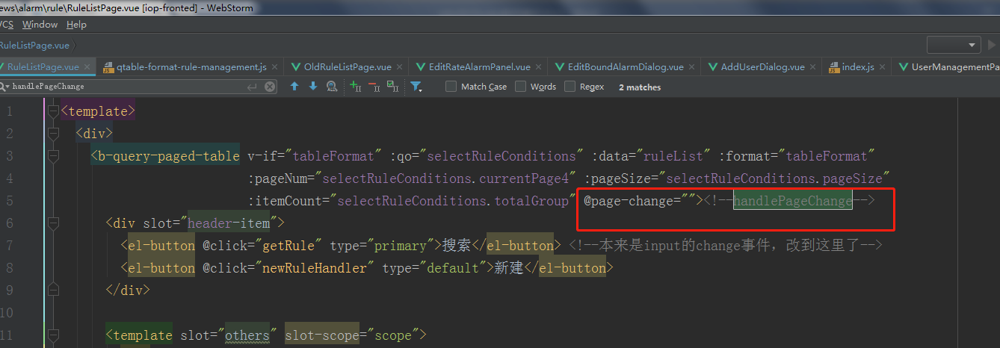 ews\alarm\rule\RuleListPage.vue [iop-fronted] - WebStorm
VCS Window Help
RuleListPage.vue
RuleListPage.vue qtable-format-rule-management.js OldRuleListPage.vue EditRateAlarmPanel.vue EditBoundAlarmDialog.vue AddUserDialog.vue index.js UserManagementPa
handlePageChange Match Case Words Regex 2 matches
1 <template>
2 <div>
3 <b-query-paged-table v-if="tableFormat" :qo="selectRuleConditions" :data="ruleList" :format="tableFormat"
4 :pageNum="selectRuleConditions.currentPage4" :pageSize="selectRuleConditions.pageSize"
5 :itemCount="selectRuleConditions.totalGroup" @page-change=""><!--handlePageChange-->
6 <div slot="header-item">
7 <el-button @click="getRule" type="primary">搜索</el-button> <!--本来是input的change事件，改到这里了-->
8 <el-button @click="newRuleHandler" type="default">新建</el-button>
9 </div>
10
11 <template slot="others" slot-scope="scope">